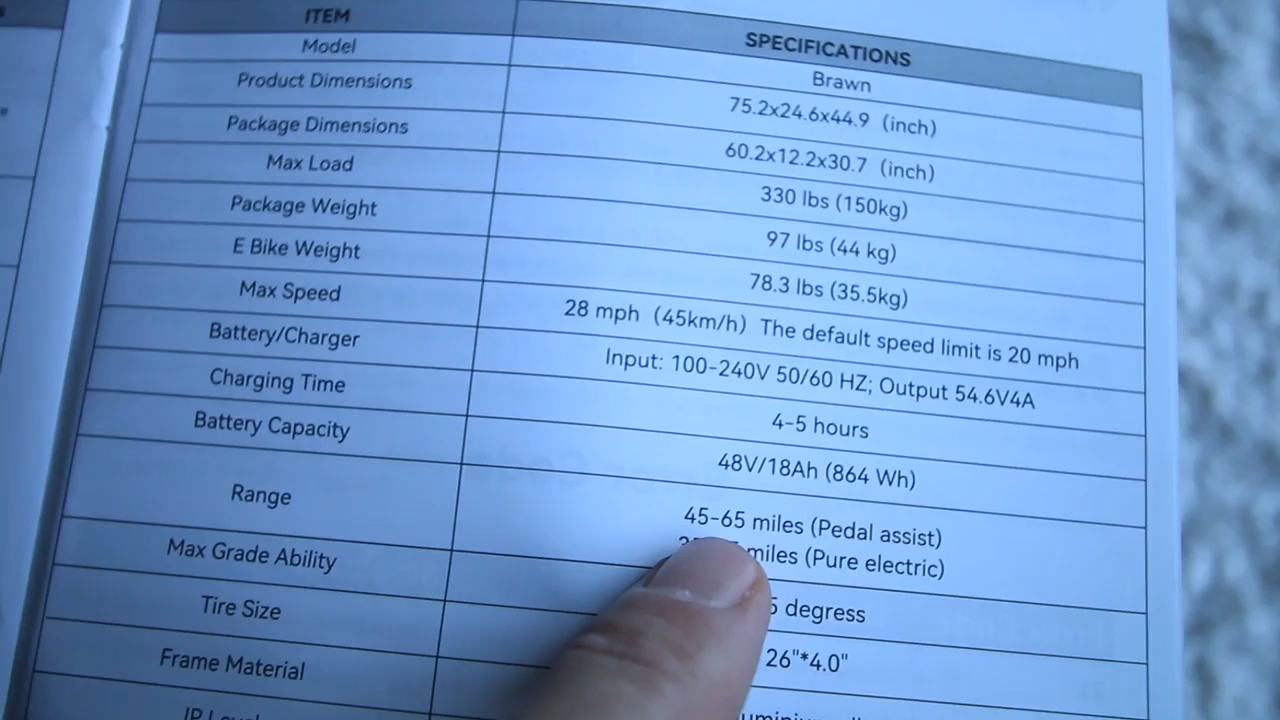 ITEM SPECIFICATIONS
Model Brawn
Product Dimensions 75.2x24.6x44.9 (inch)
Package Dimensions 60.2x12.2x30.7 (inch)
Max Load 330 lbs (150kg)
Package Weight 97 lbs (44 kg)
E Bike Weight 78.3 lbs (35.5kg)
Max Speed 28 mph (45km/h) The default speed limit is 20 mph
Battery/Charger Input: 100-240V 50/60 HZ; Output 54.6V4A
Charging Time 4-5 hours
Battery Capacity 48V/18Ah (864 Wh)
Range 45-65 miles (Pedal assist)
miles (Pure electric)
Max Grade Ability degress
Tire Size 26"*4.0"
Frame Material
IP